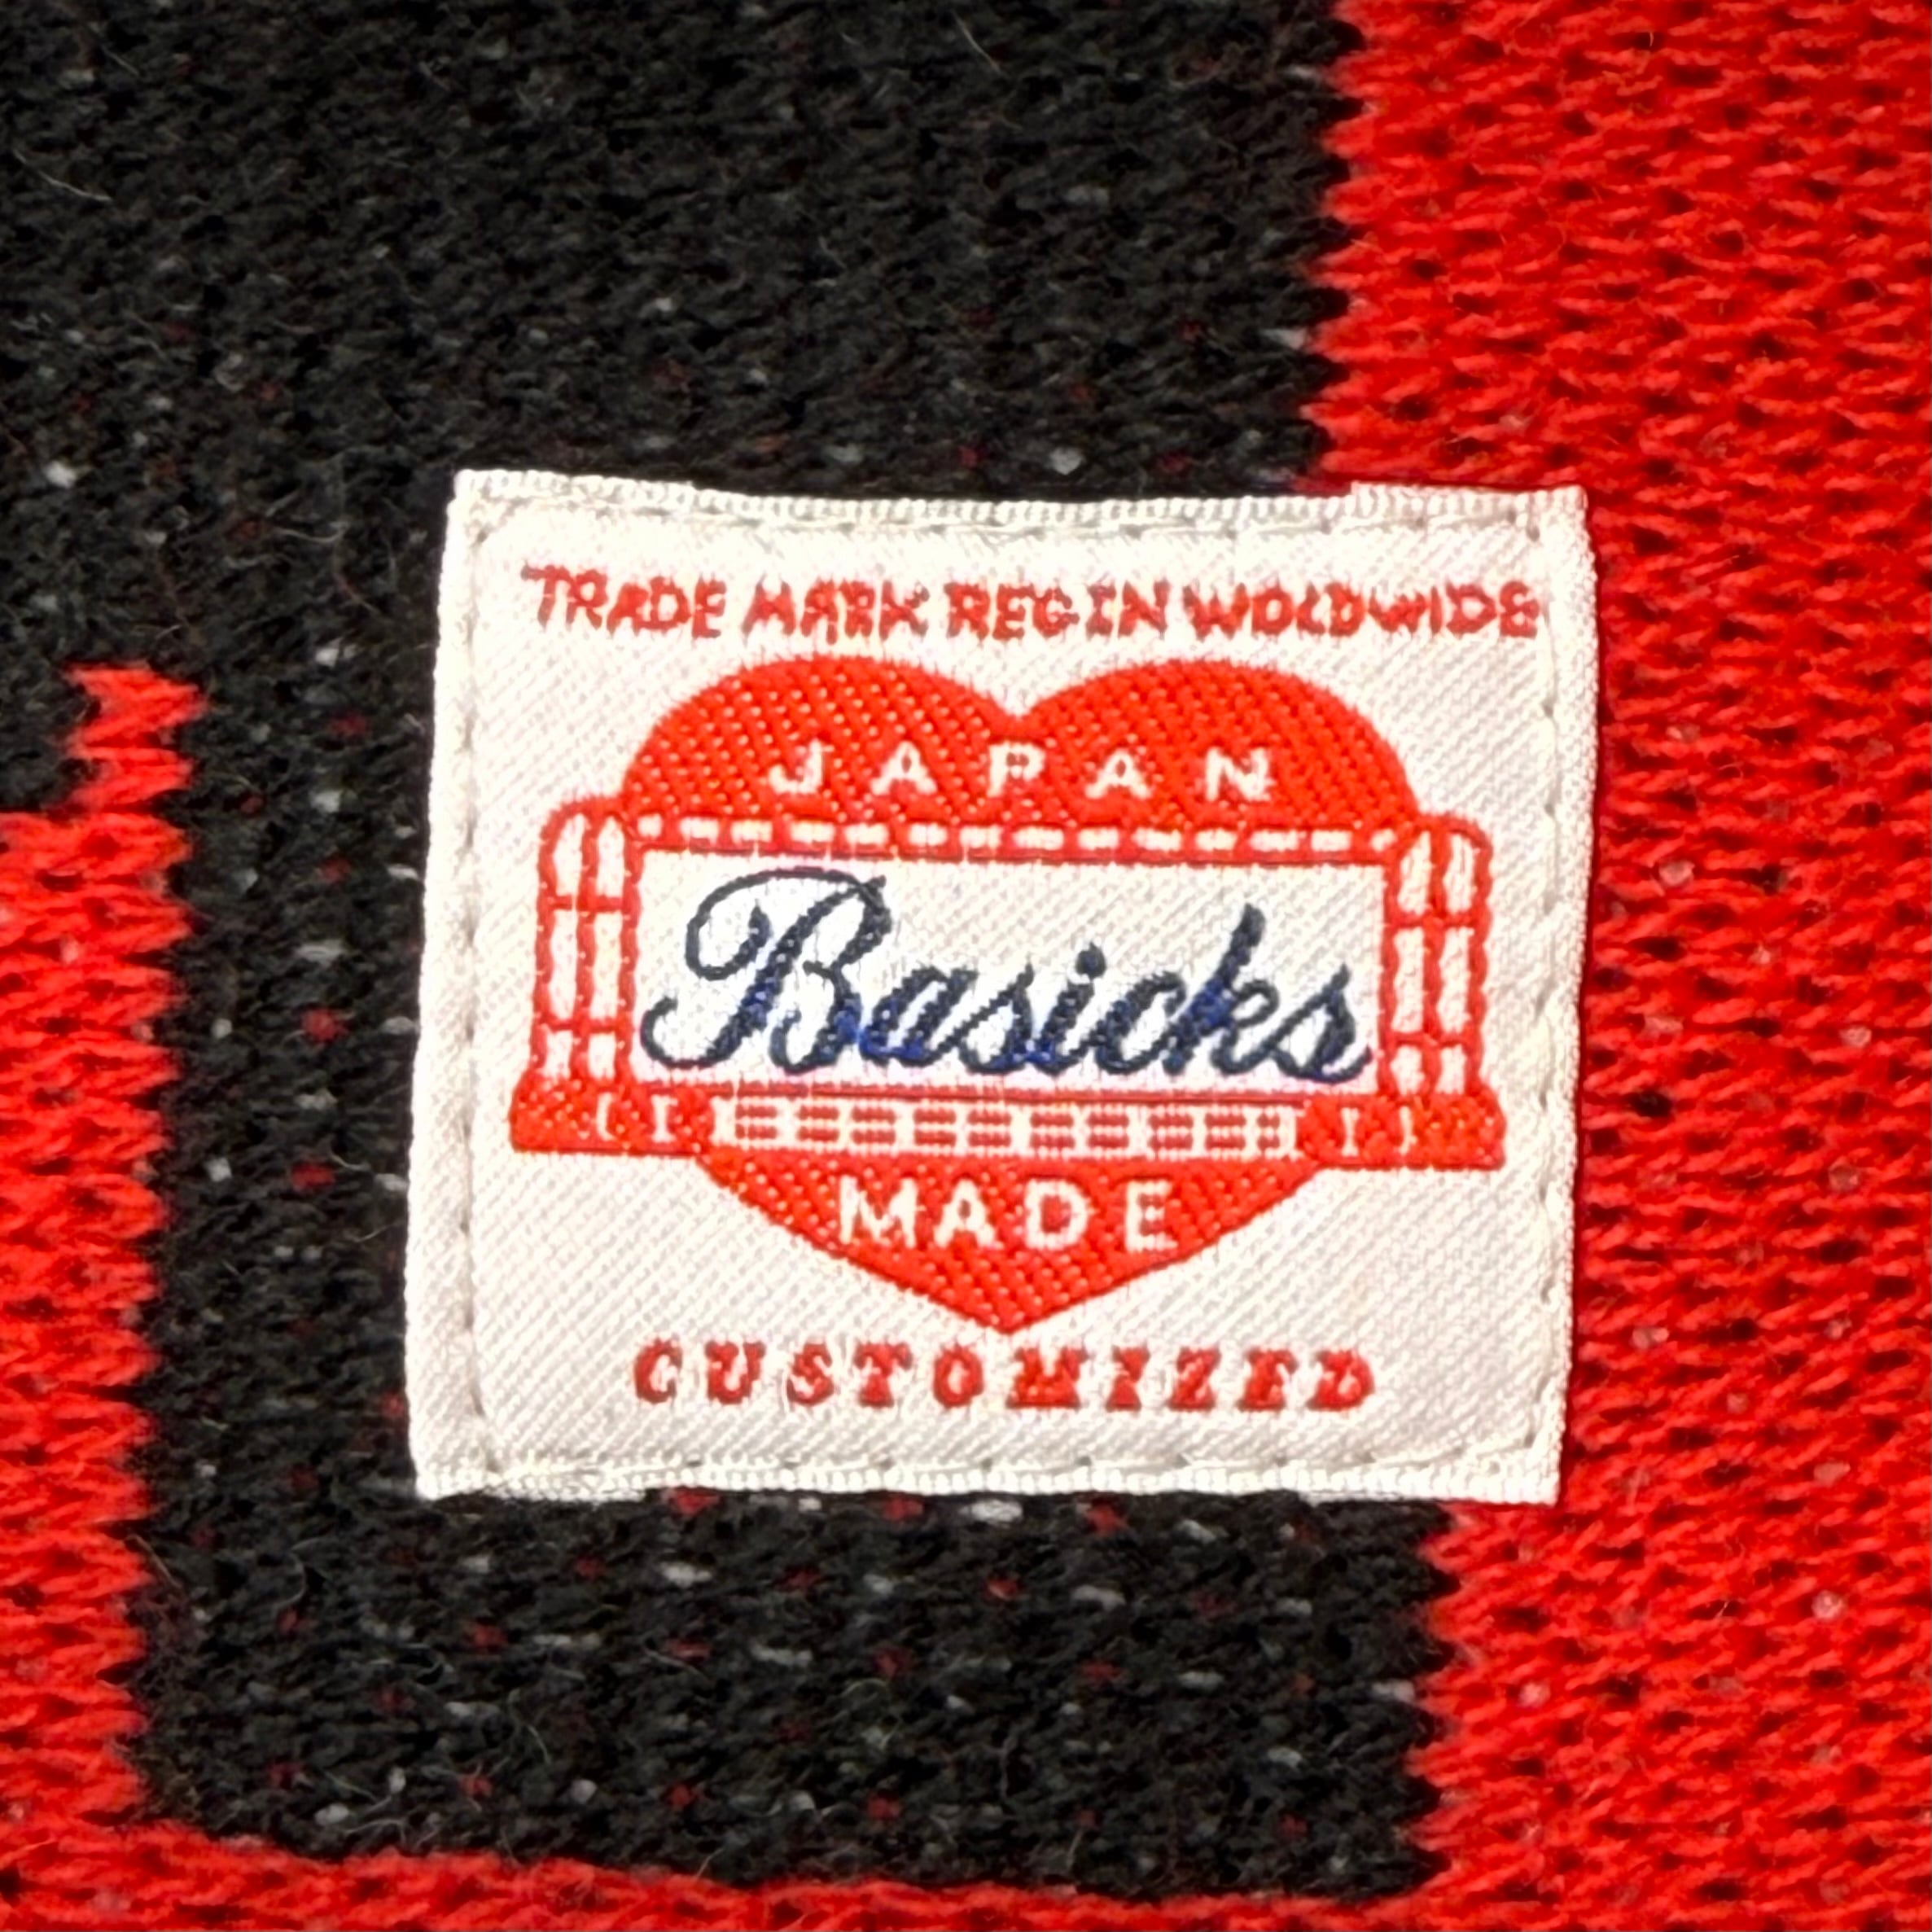 TRADE MARK REG IN WOLDWIDE
JAPAN
Basicks
MADE
CUSTOMIZED